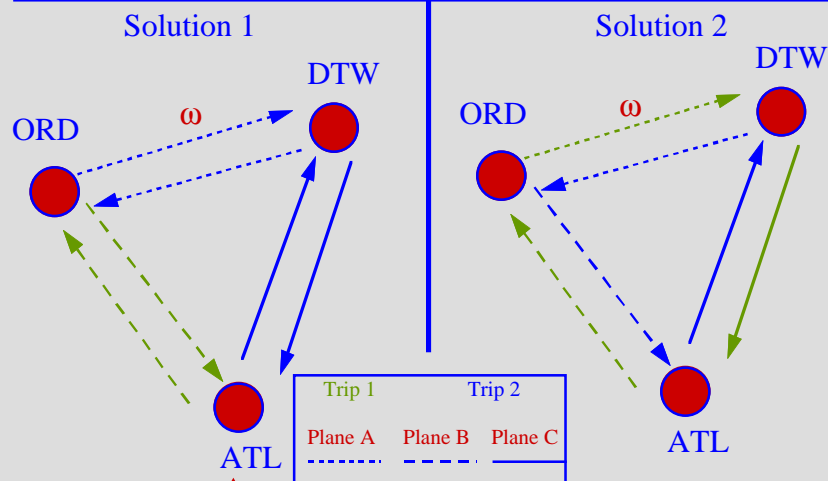 Solution 1
DTW
ω
ORD
ATL
Solution 2
DTW
ω
ORD
ATL
Trip 1 Trip 2
Plane A Plane B Plane C